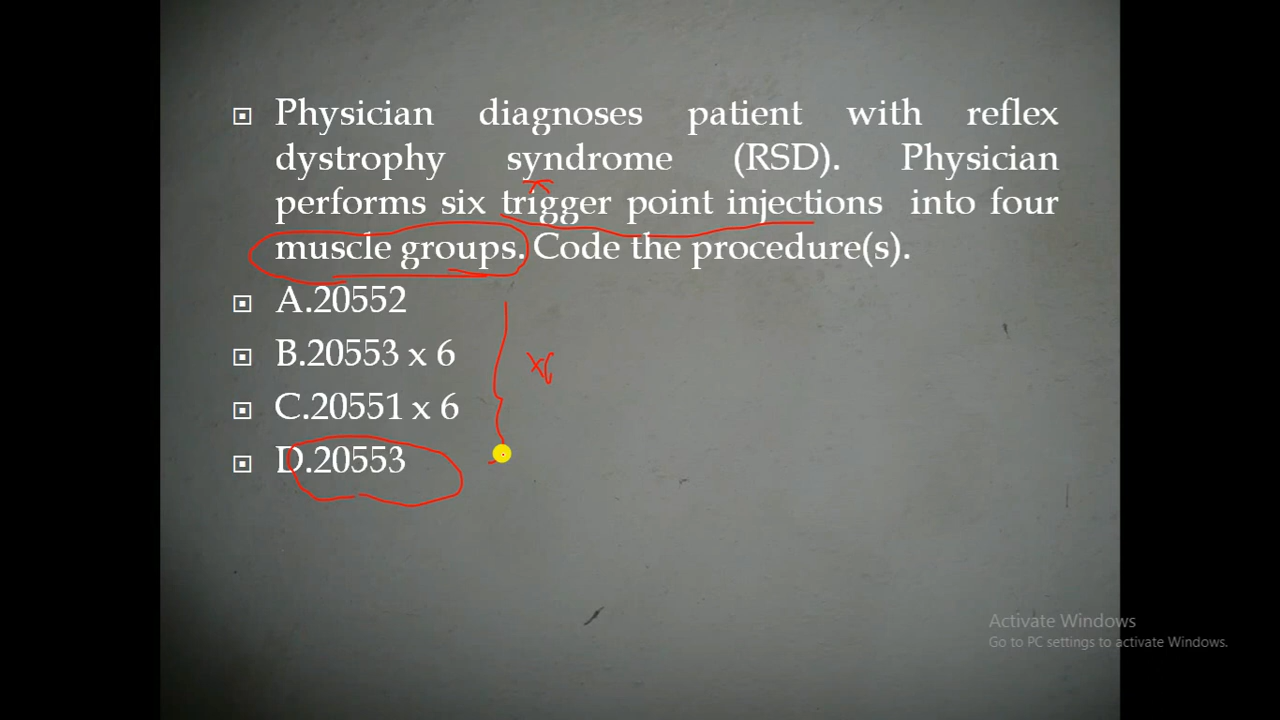 Physician diagnoses patient with reflex
dystrophy syndrome (RSD). Physician
performs six trigger point injections into four
muscle groups. Code the procedure(s).
A.20552
B.20553 x 6
C.20551 x 6
D.20553
Activate Windows
Go to PC settings to activate Windows.